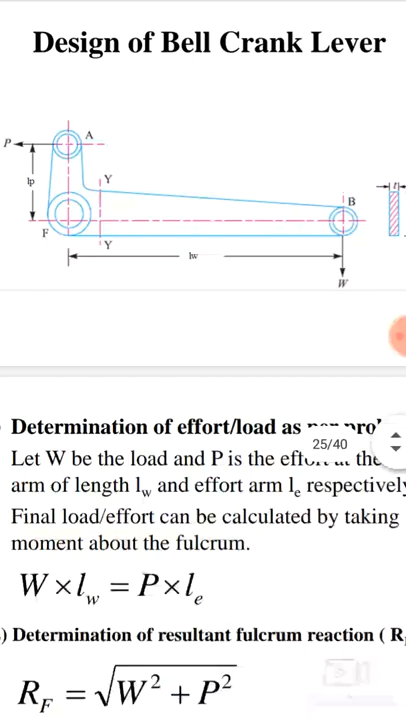 Design of Bell Crank Lever
A
P
lp
Y
B
t
F
Y
lw
W
Determination of effort/load as
25/40
Let W be the load and P is the the
arm of length l_w and effort arm l_e respectively
Final load/effort can be calculated by taking
moment about the fulcrum.
W × l_w = P × l_e
) Determination of resultant fulcrum reaction ( R
R_F = √W² + P²